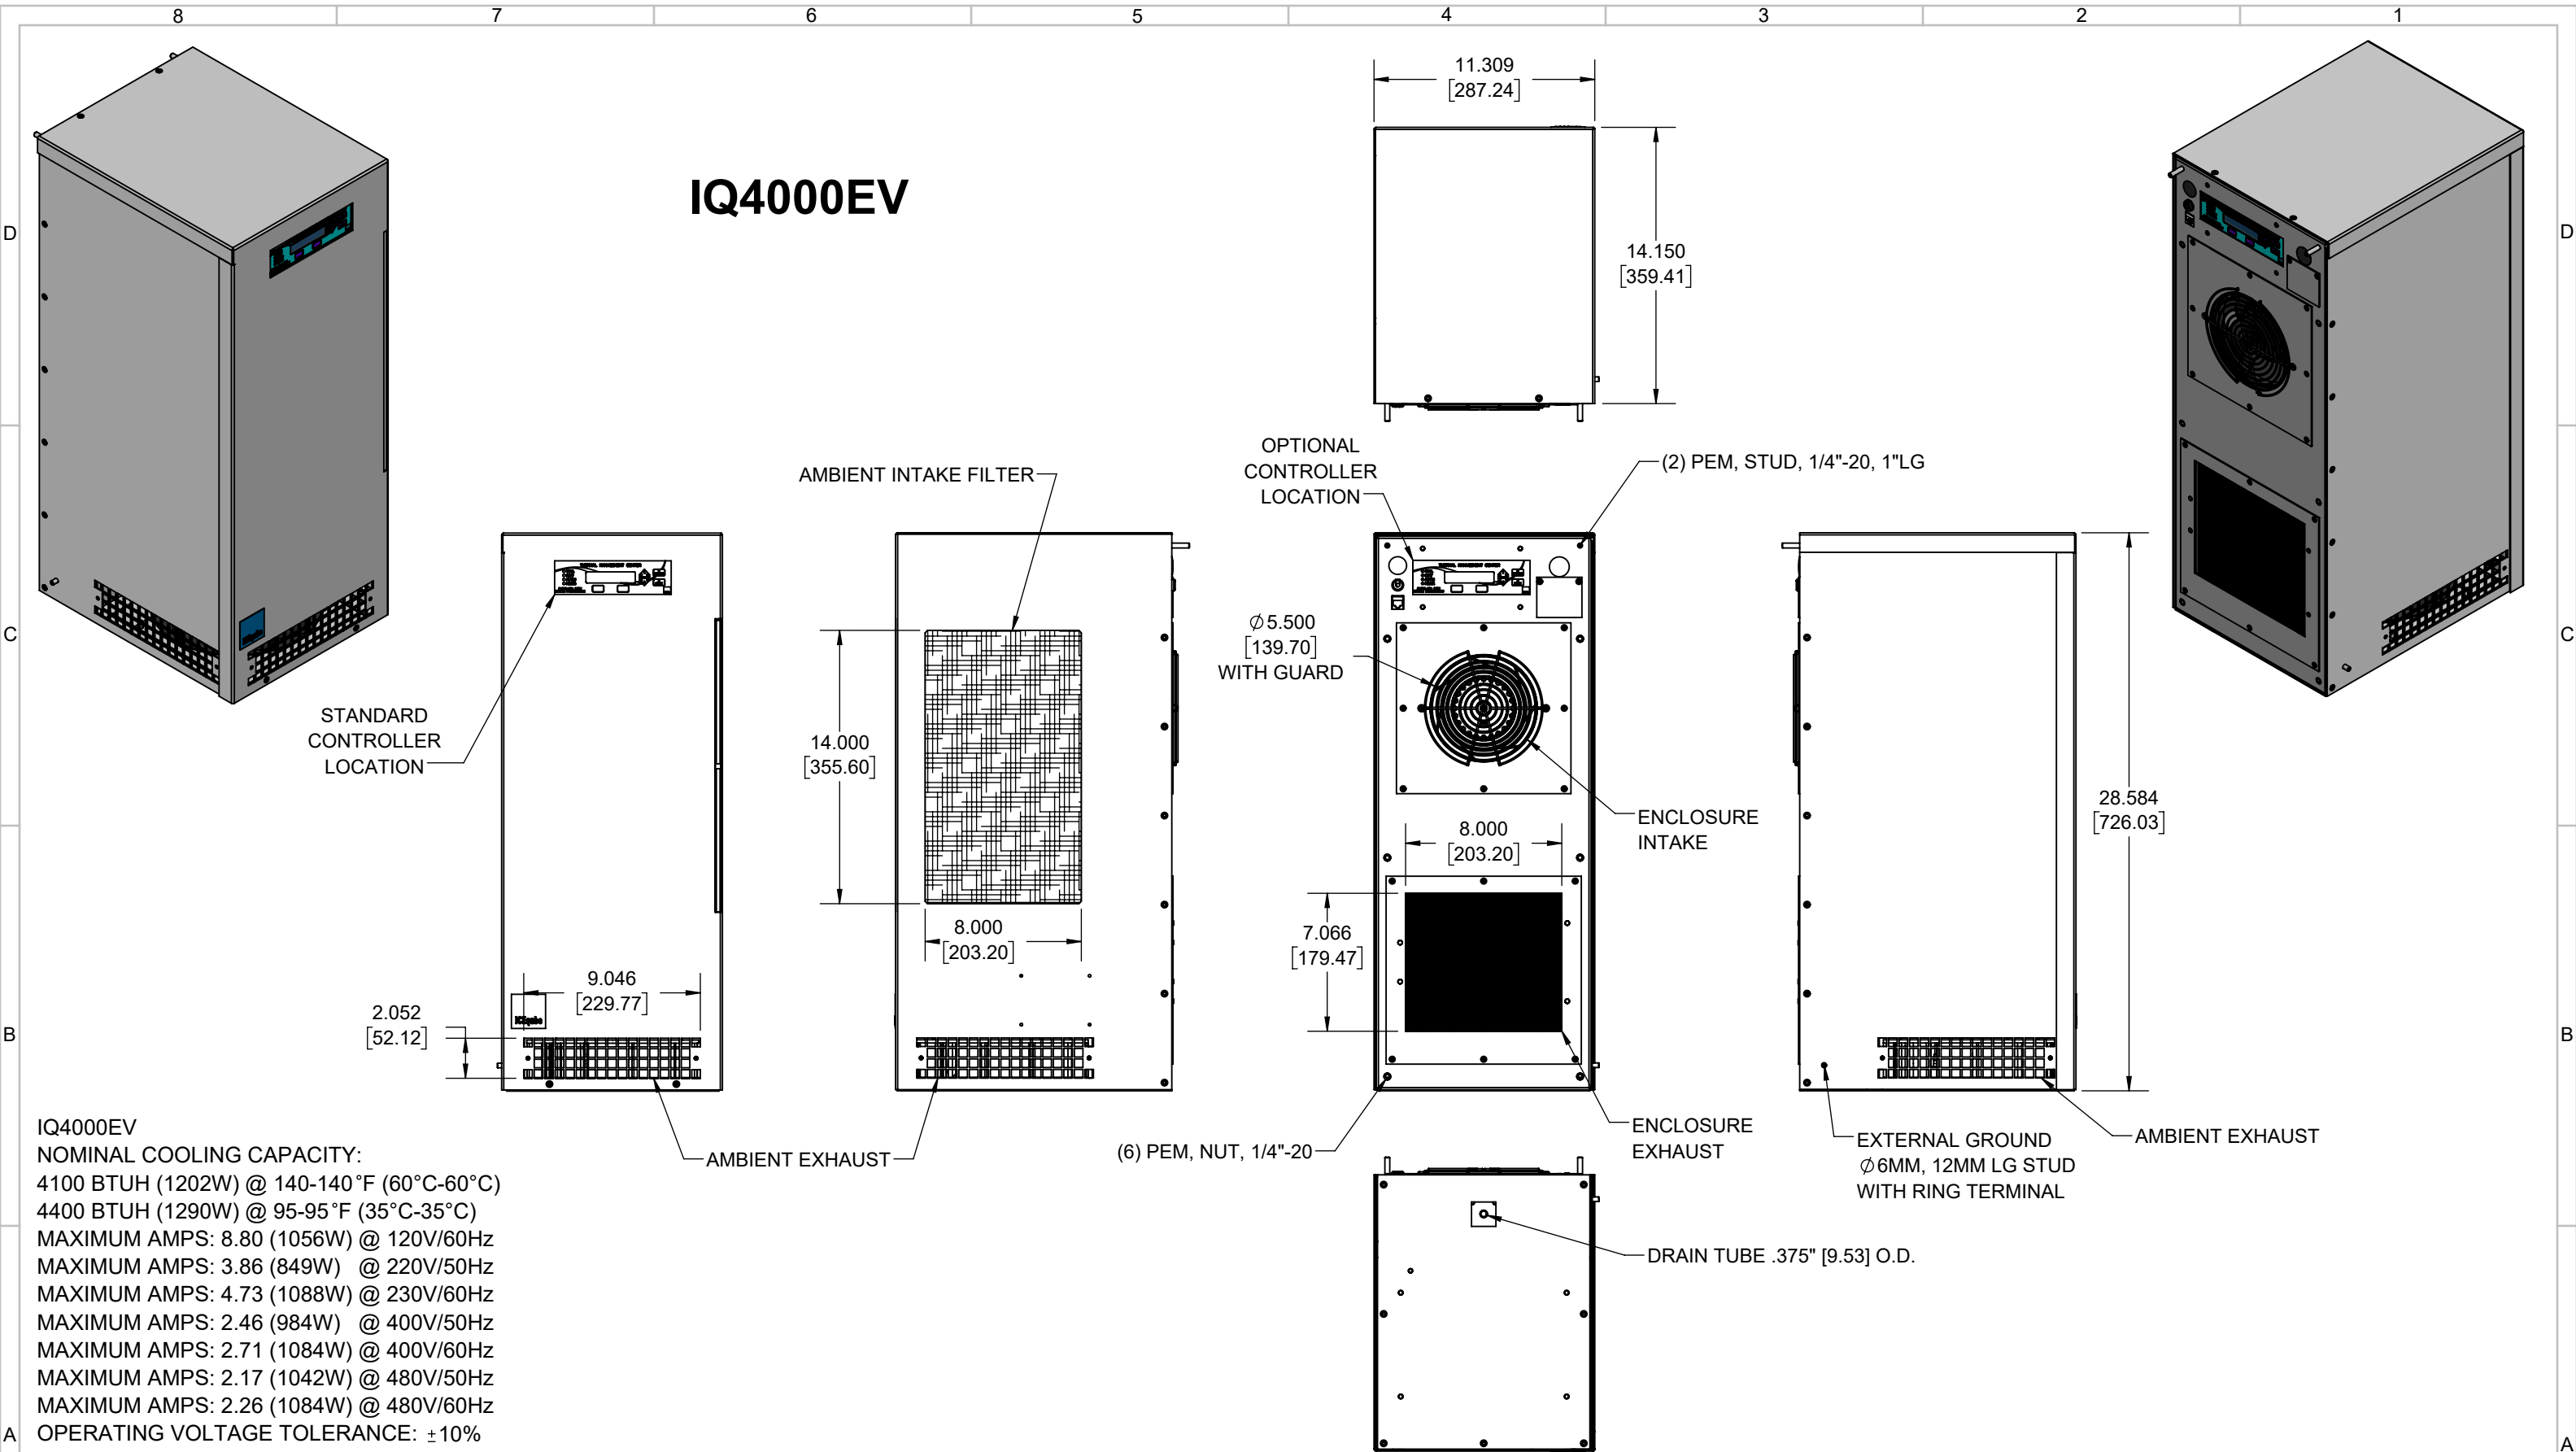 8 7 6 5 4 3 2 1
D
D
C
C
B
B
A
A
IQ4000EV
11.309
[287.24]
14.150
[359.41]
AMBIENT INTAKE FILTER
OPTIONAL
CONTROLLER
LOCATION
(2) PEM, STUD, 1/4"-20, 1"LG
STANDARD
CONTROLLER
LOCATION
14.000
[355.60]
8.000
[203.20]
Ø5.500
[139.70]
WITH GUARD
ENCLOSURE
INTAKE
8.000
[203.20]
7.066
[179.47]
28.584
[726.03]
9.046
[229.77]
2.052
[52.12]
AMBIENT EXHAUST
(6) PEM, NUT, 1/4"-20
ENCLOSURE
EXHAUST
EXTERNAL GROUND
Ø6MM, 12MM LG STUD
WITH RING TERMINAL
AMBIENT EXHAUST
DRAIN TUBE .375" [9.53] O.D.
IQ4000EV
NOMINAL COOLING CAPACITY:
4100 BTUH (1202W) @ 140-140°F (60°C-60°C)
4400 BTUH (1290W) @ 95-95°F (35°C-35°C)
MAXIMUM AMPS: 8.80 (1056W) @ 120V/60Hz
MAXIMUM AMPS: 3.86 (849W) @ 220V/50Hz
MAXIMUM AMPS: 4.73 (1088W) @ 230V/60Hz
MAXIMUM AMPS: 2.46 (984W) @ 400V/50Hz
MAXIMUM AMPS: 2.71 (1084W) @ 400V/60Hz
MAXIMUM AMPS: 2.17 (1042W) @ 480V/50Hz
MAXIMUM AMPS: 2.26 (1084W) @ 480V/60Hz
OPERATING VOLTAGE TOLERANCE: ±10%